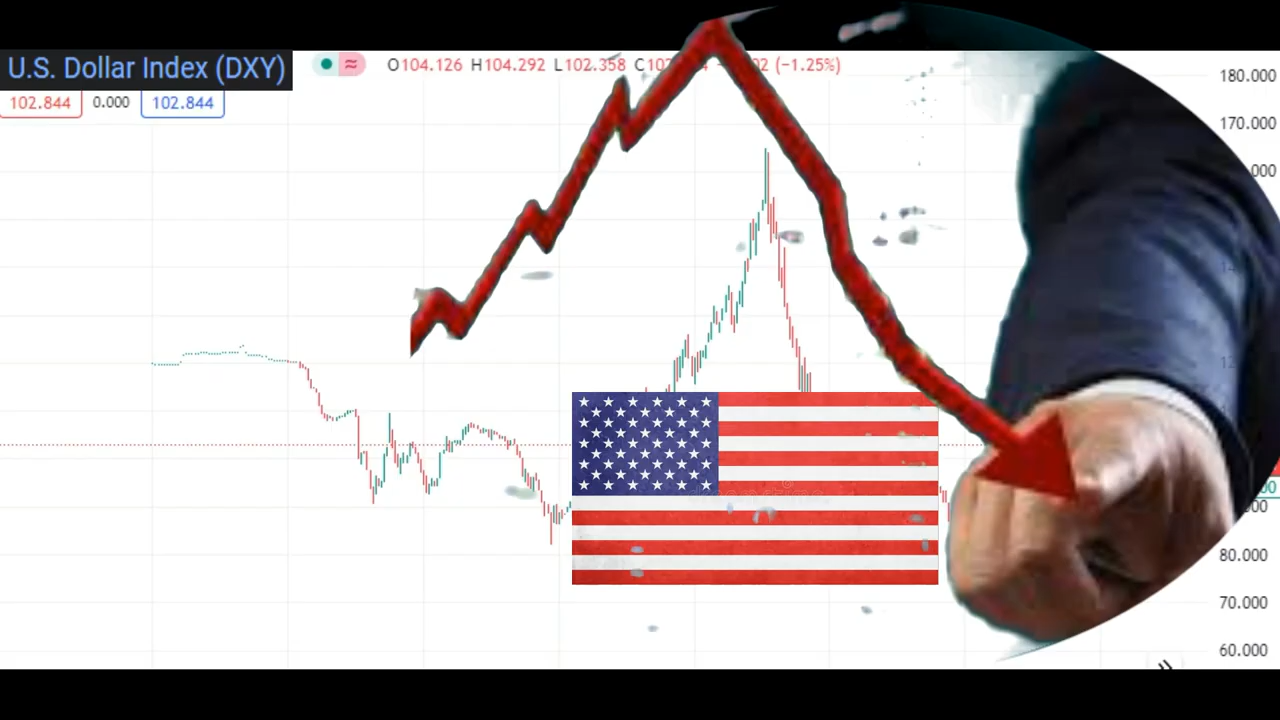 U.S. Dollar Index (DXY)
O104.126 H104.292 L102.358 (−1.25%)
102.844 0.000 102.844
180.000
170.000
80.000
70.000
60.000